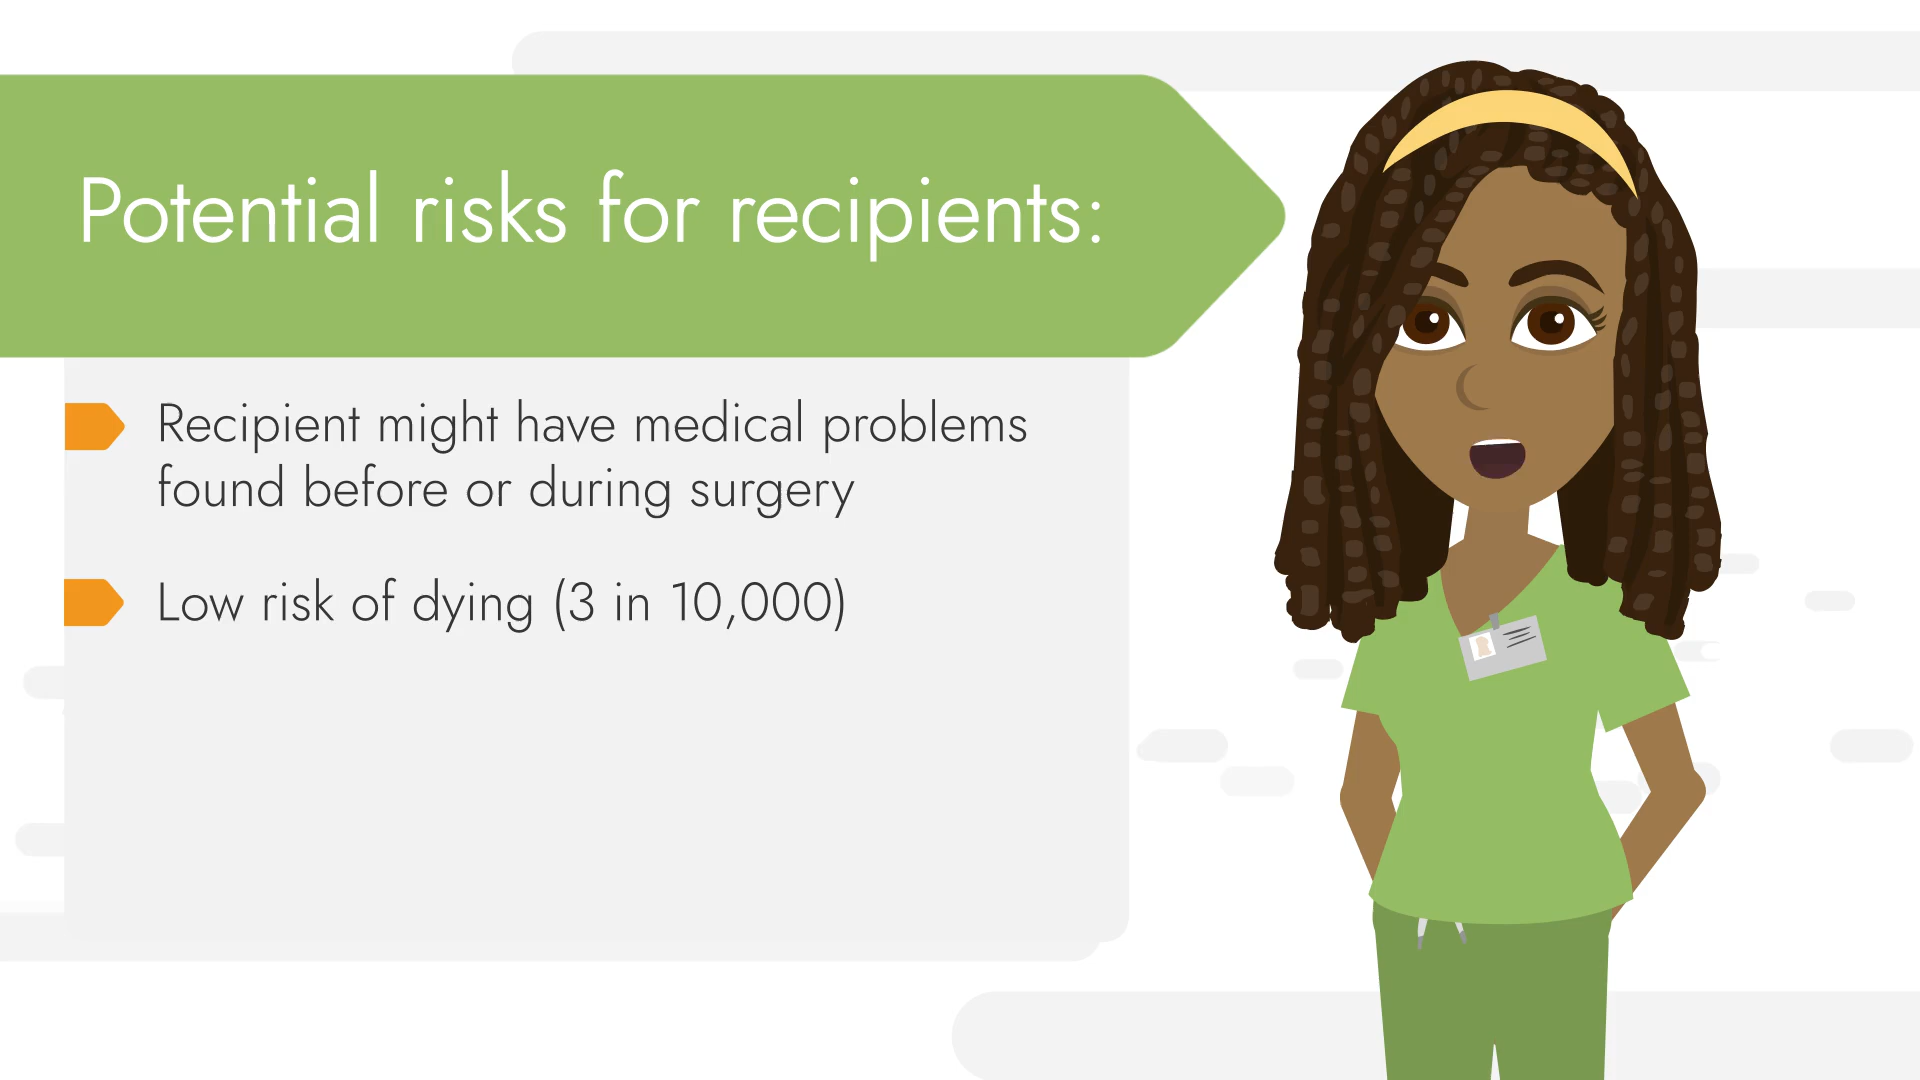 Potential risks for recipients:
Recipient might have medical problems
found before or during surgery
Low risk of dying (3 in 10,000)